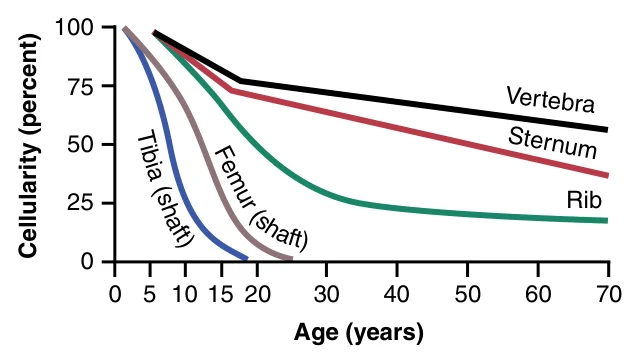 100
75
50
25
0
Cellularity (percent)
Vertebra
Sternum
Rib
Tibia (shaft)
Femur (shaft)
0 5 10 15 20 30 40 50 60 70
Age (years)